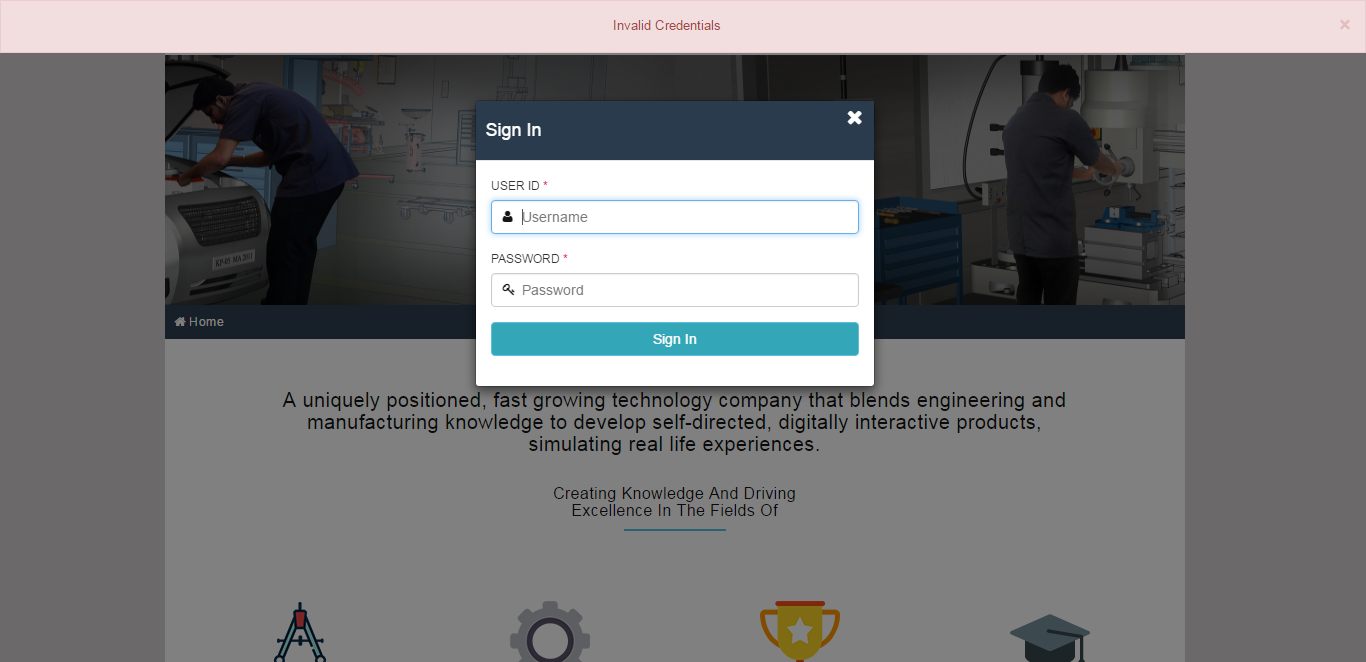 Invalid Credentials ×
Sign In
USER ID *
Username
PASSWORD *
Password
Sign In
Home
A uniquely positioned, fast growing technology company that blends engineering and
manufacturing knowledge to develop self-directed, digitally interactive products,
simulating real life experiences.
Creating Knowledge And Driving
Excellence In The Fields Of